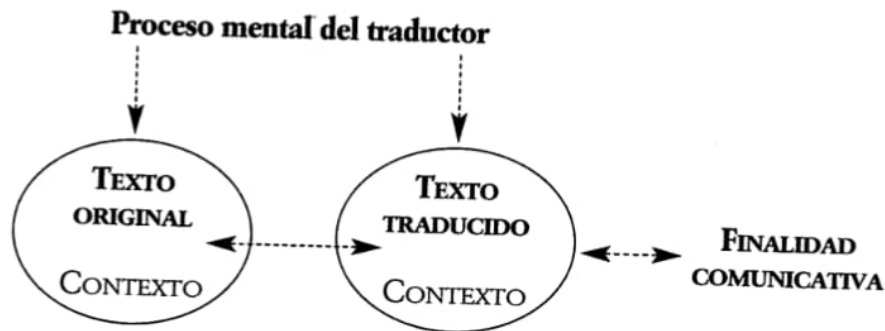 Proceso mental del traductor
TEXTO
ORIGINAL
CONTEXTO
TEXTO
TRADUCIDO
CONTEXTO
FINALIDAD
COMUNICATIVA